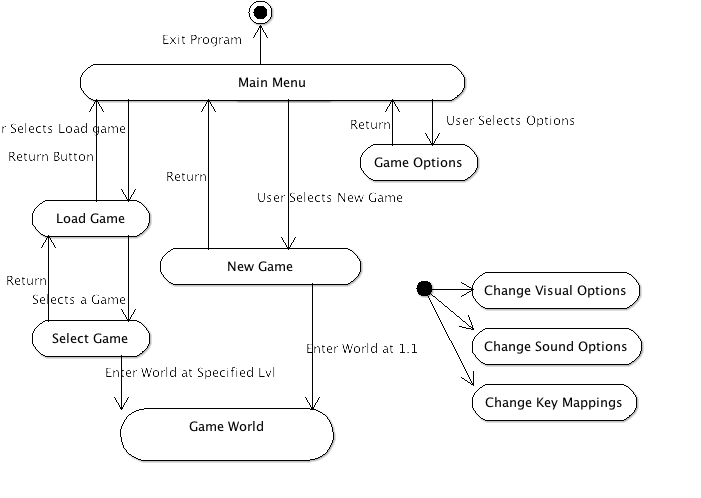 Exit Program
Main Menu
r Selects Load game
Return Button
Return
User Selects New Game
Return
User Selects Options
Game Options
Load Game
New Game
Return
Selects a Game
Select Game
Enter World at Specified Lvl
Enter World at 1.1
Game World
Change Visual Options
Change Sound Options
Change Key Mappings